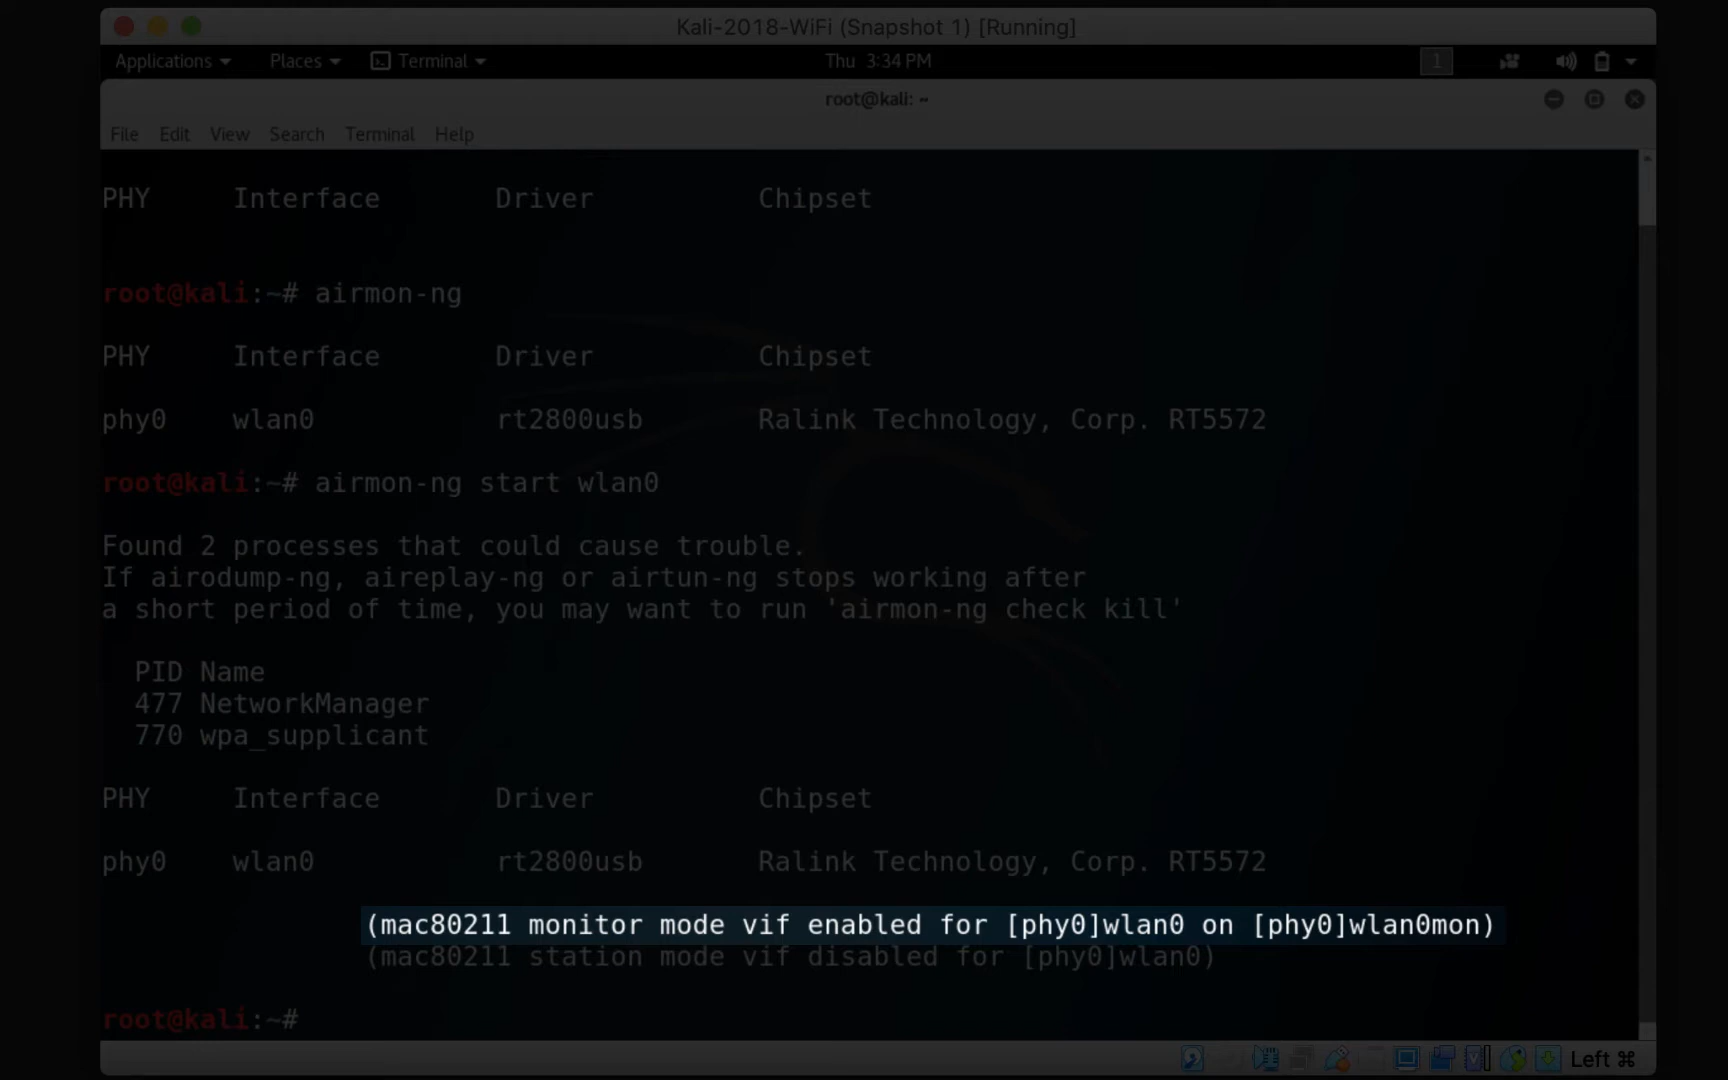 Kali-2018-WiFi (Snapshot 1) [Running]
Applications Places Terminal Thu 3:34 PM 1
root@kali: ~
File Edit View Search Terminal Help
PHY Interface Driver Chipset
root@kali:~# airmon-ng
PHY Interface Driver Chipset
phy0 wlan0 rt2800usb Ralink Technology, Corp. RT5572
root@kali:~# airmon-ng start wlan0
Found 2 processes that could cause trouble.
If airodump-ng, aireplay-ng or airtun-ng stops working after
a short period of time, you may want to run 'airmon-ng check kill'
PID Name
477 NetworkManager
770 wpa_supplicant
PHY Interface Driver Chipset
phy0 wlan0 rt2800usb Ralink Technology, Corp. RT5572
(mac80211 monitor mode vif enabled for [phy0]wlan0 on [phy0]wlan0mon)
(mac80211 station mode vif disabled for [phy0]wlan0)
root@kali:~#
Left ⌘